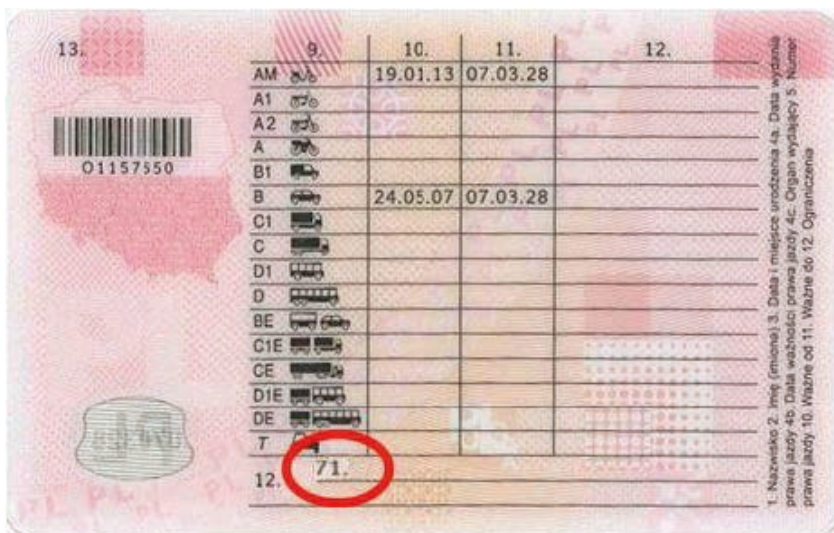 13. 9. 10. 11. 12.
AM 19.01.13 07.03.28
A1
A2
A
B1
B 24.05.07 07.03.28
C1
C
D1
D
BE
C1E
CE
D1E
DE
T
12. 71.
01157550
1. Nazwisko 2. Imię (imiona) 3. Data i miejsce urodzenia 4a. Data wydania
prawa jazdy 4b. Data ważności prawa jazdy 4c. Organ wydający 5. Numer
prawa jazdy 10. Ważne od 11. Ważne do 12. Ograniczenia